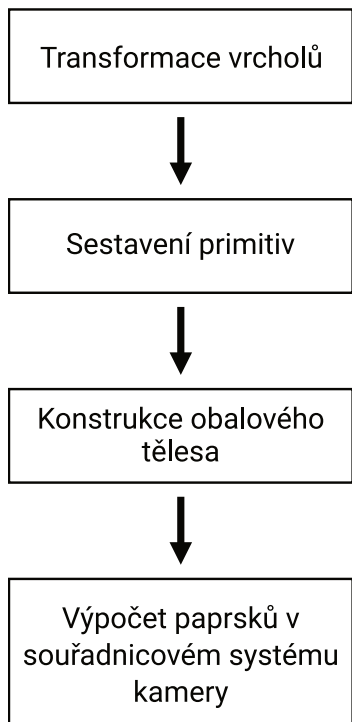 Transformace vrcholů
Sestavení primitiv
Konstrukce obalového
tělesa
Výpočet paprsků v
souřadnicovém systému
kamery